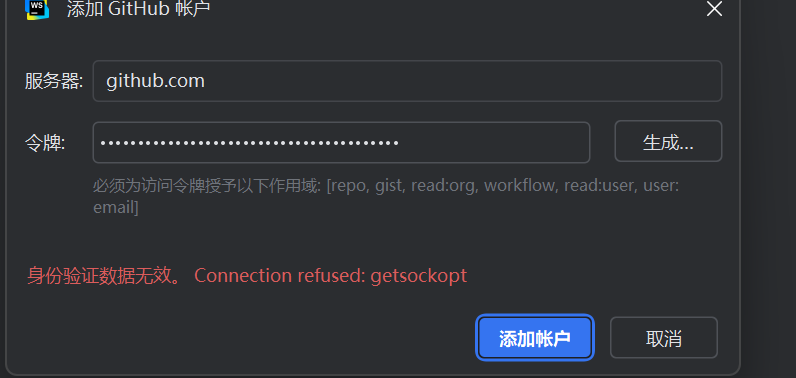 WS 添加 GitHub 帐户
服务器: github.com
令牌: •••••••••••••••••••••••••••••••••••••••• 生成...
必须为访问令牌授予以下作用域: [repo, gist, read:org, workflow, read:user, user:
email]
身份验证数据无效。 Connection refused: getsockopt
添加帐户 取消